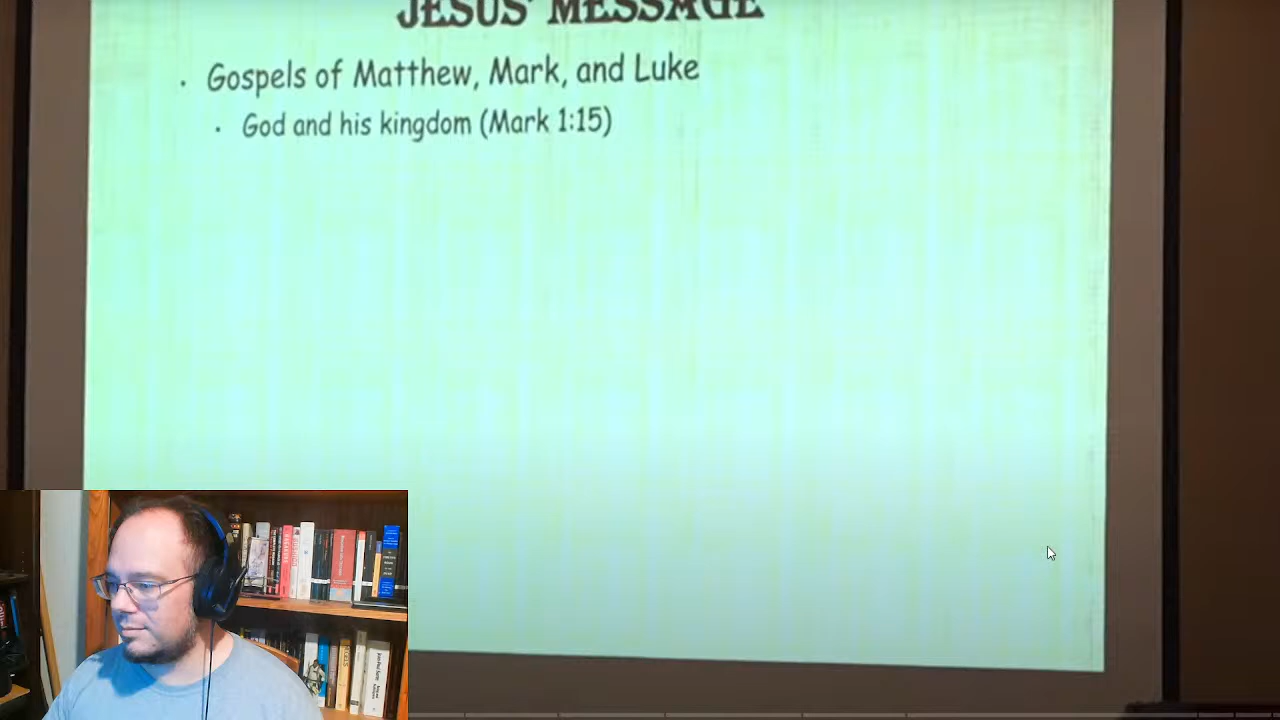 JESUS' MESSAGE
· Gospels of Matthew, Mark, and Luke
· God and his kingdom (Mark 1:15)